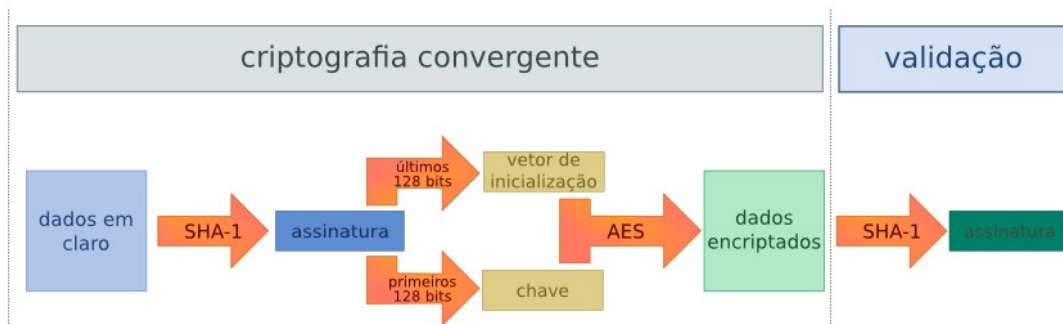 criptografia convergente
validação
dados em
claro
SHA-1
assinatura
últimos
128 bits
primeiros
128 bits
vetor de
inicialização
chave
AES
dados
encriptados
SHA-1
assinatura